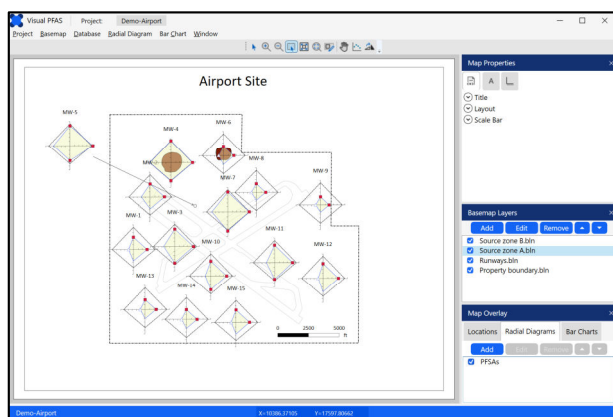 Visual PFAS Project: Demo-Airport
Project Basemap Database Radial Diagram Bar Chart Window
Airport Site
MW-5
MW-4
MW-6
MW-8
MW-7
MW-9
MW-1
MW-3
MW-10
MW-11
MW-12
MW-13
MW-14
MW-15
0 2500 5000
ft
Map Properties
A
Title
Layout
Scale Bar
Basemap Layers
Add Edit Remove
Source zone B.bln
Source zone A.bln
Runways.bln
Property boundary.bln
Map Overlay
Locations Radial Diagrams Bar Charts
Add Edit Remove
PFSAs
Demo-Airport X=10386.37105 Y=17597.80662